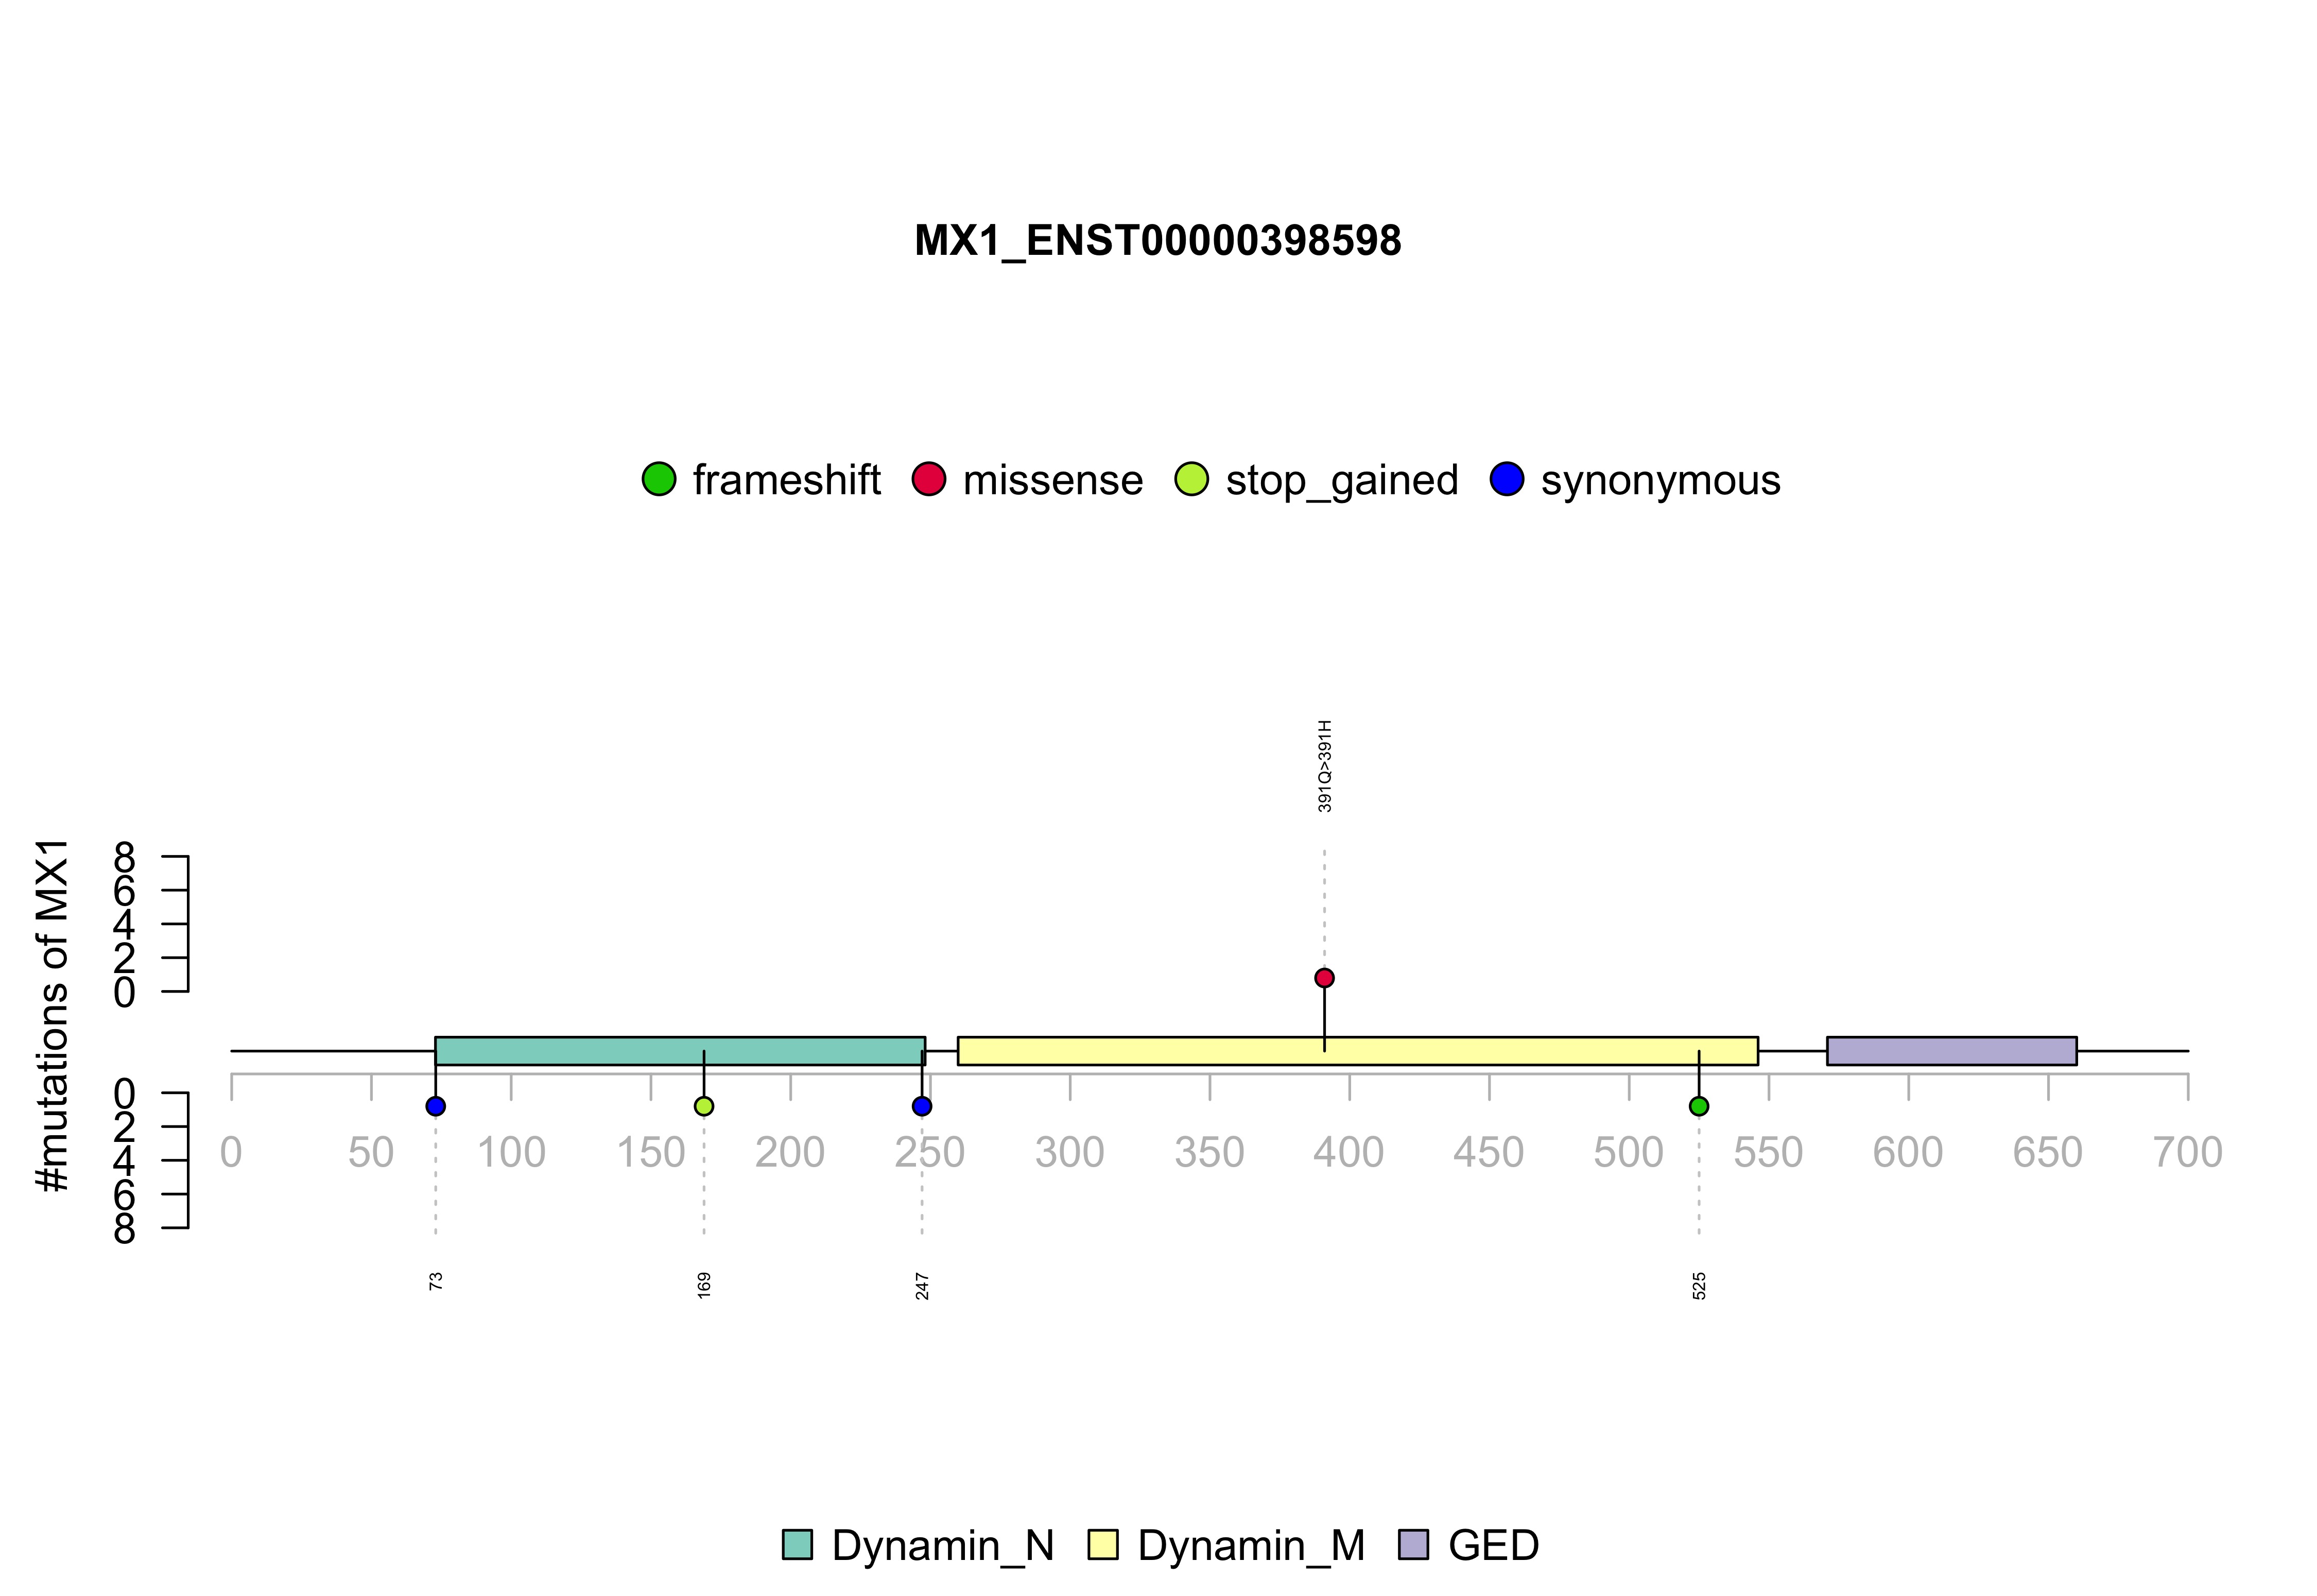 MX1_ENST00000398598
frameshift missense stop_gained synonymous
391Q>391H
#mutations of MX1
8
6
4
2
0
0
2
4
6
8
0 50 100 150 200 250 300 350 400 450 500 550 600 650 700
73 169 247 525
Dynamin_N Dynamin_M GED